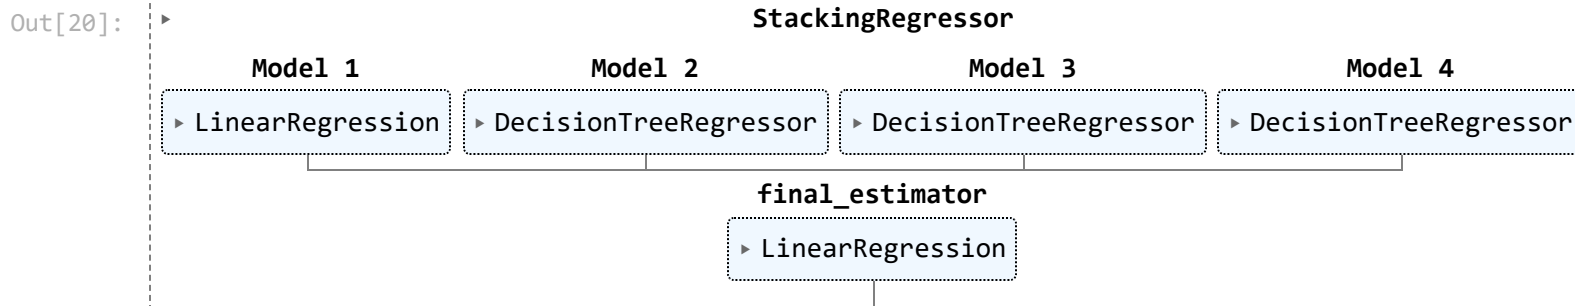 Out[20]:
StackingRegressor
Model 1 Model 2 Model 3 Model 4
LinearRegression DecisionTreeRegressor DecisionTreeRegressor DecisionTreeRegressor
final_estimator
LinearRegression